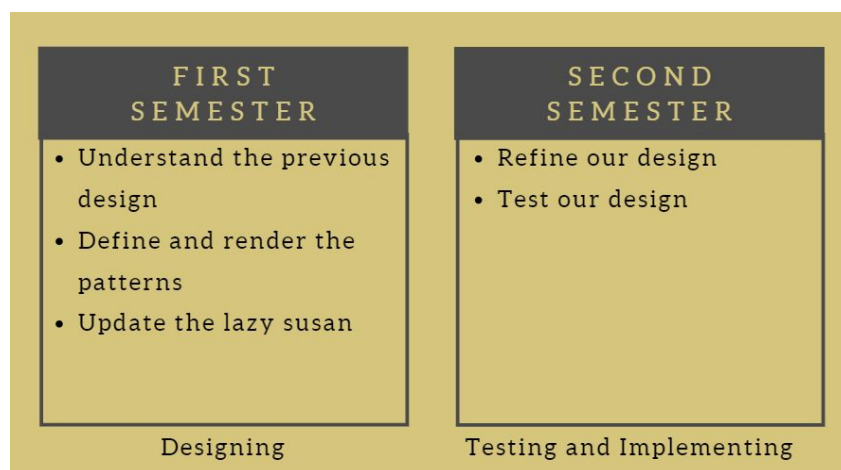 FIRST
SEMESTER
• Understand the previous
design
• Define and render the
patterns
• Update the lazy susan
Designing
SECOND
SEMESTER
• Refine our design
• Test our design
Testing and Implementing